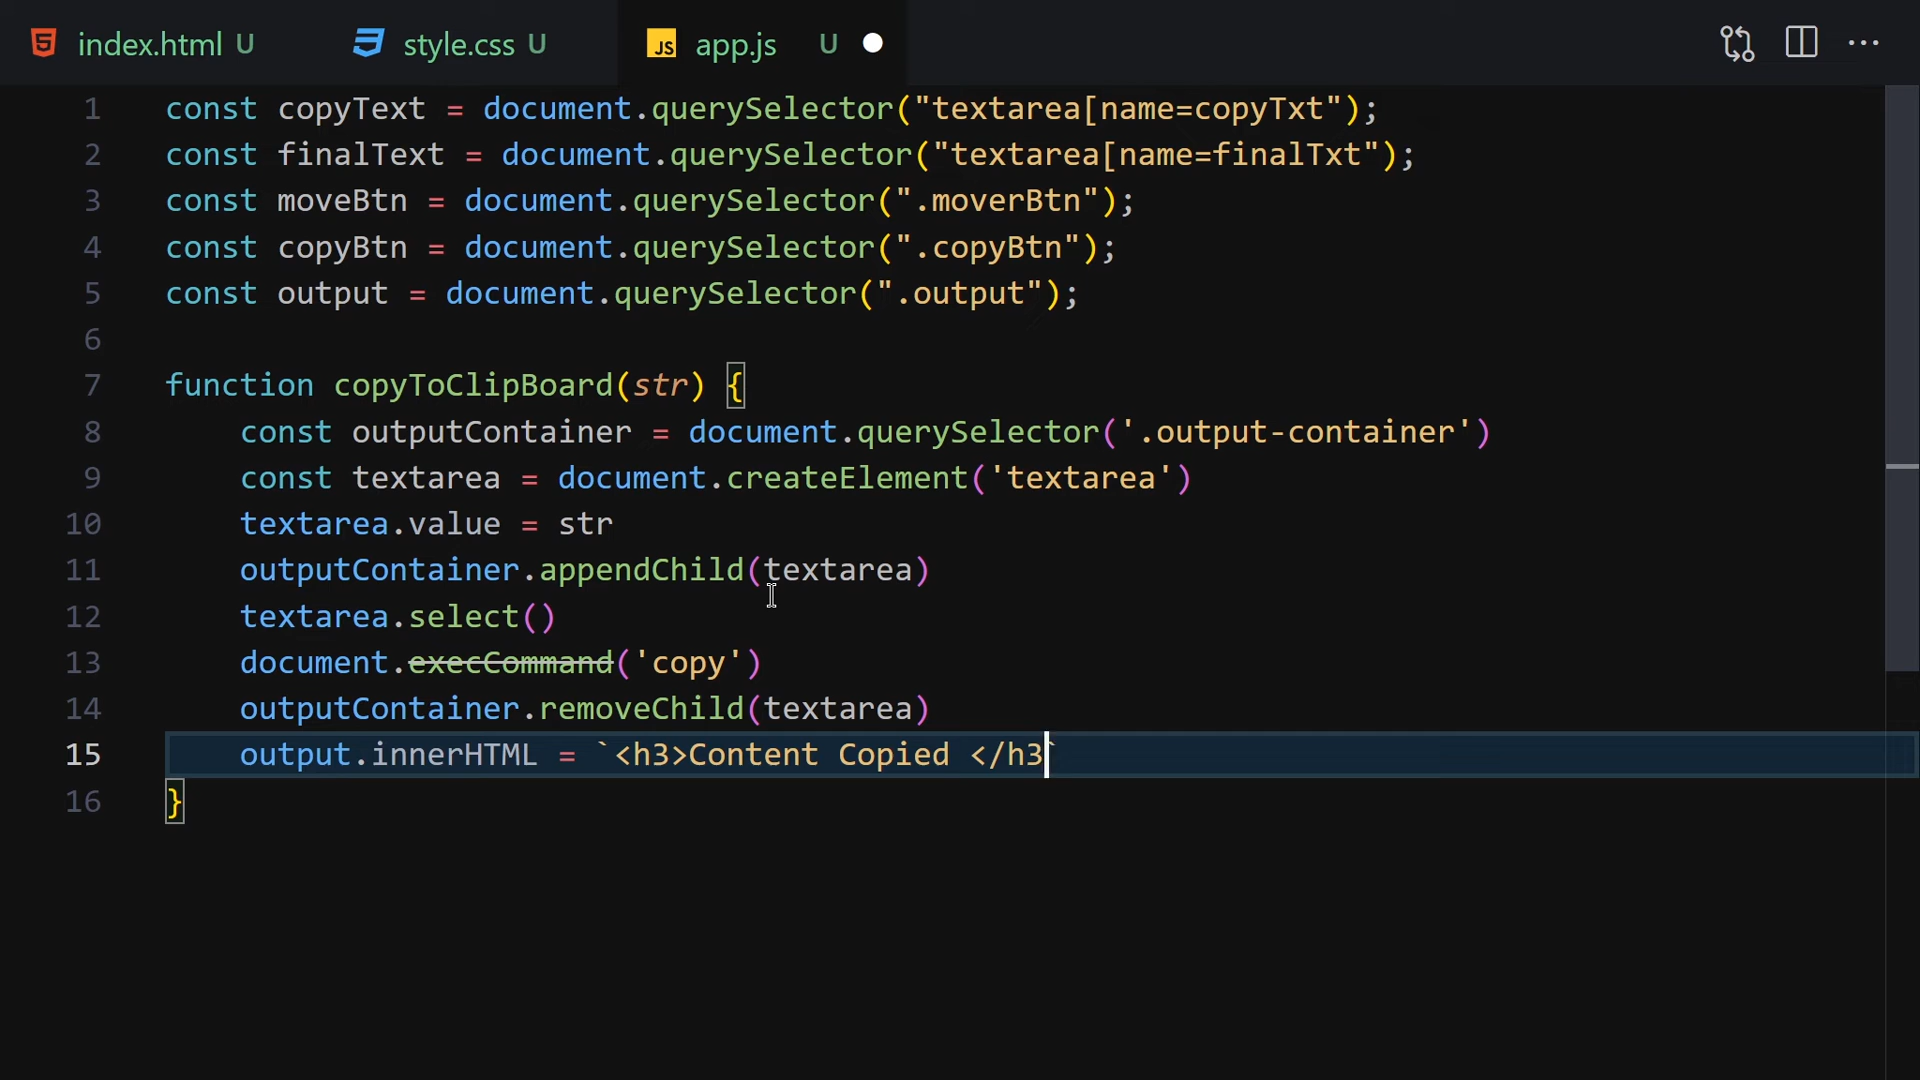 index.html U style.css U JS app.js U
1 const copyText = document.querySelector("textarea[name=copyTxt");
2 const finalText = document.querySelector("textarea[name=finalTxt");
3 const moveBtn = document.querySelector(".moverBtn");
4 const copyBtn = document.querySelector(".copyBtn");
5 const output = document.querySelector(".output");
6
7 function copyToClipBoard(str) {
8 const outputContainer = document.querySelector('.output-container')
9 const textarea = document.createElement('textarea')
10 textarea.value = str
11 outputContainer.appendChild(textarea)
12 textarea.select()
13 document.execCommand('copy')
14 outputContainer.removeChild(textarea)
15 output.innerHTML = `<h3>Content Copied </h3`
16 }